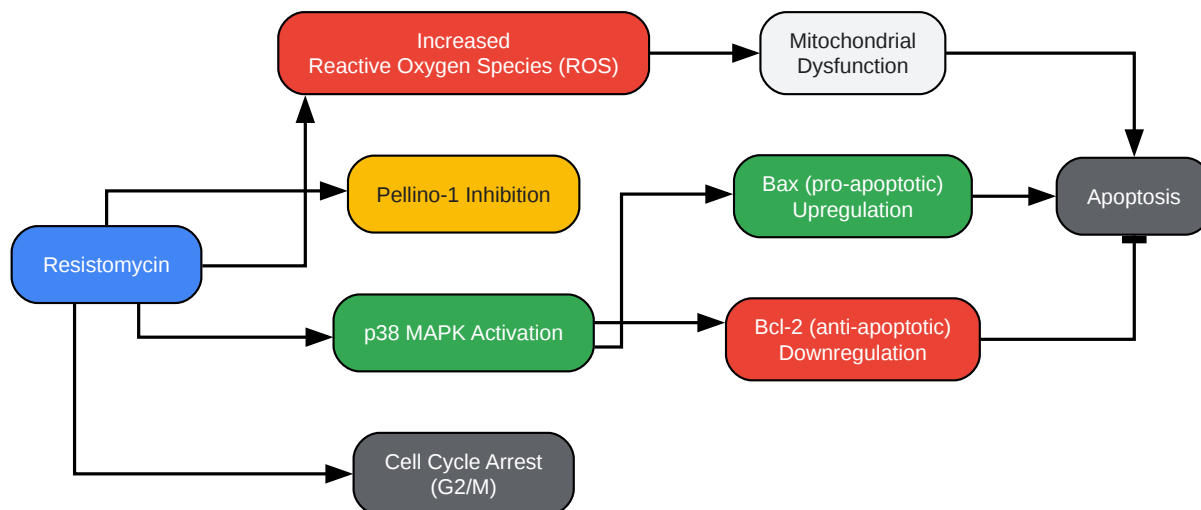 Increased
Reactive Oxygen Species (ROS)
Mitochondrial
Dysfunction
Pellino-1 Inhibition
Bax (pro-apoptotic)
Upregulation
Apoptosis
Resistomycin
p38 MAPK Activation
Bcl-2 (anti-apoptotic)
Downregulation
Cell Cycle Arrest
(G2/M)